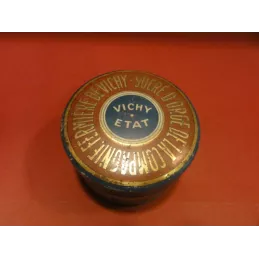 SUCRE D'ORGE DE LA COMPAGNIE FERMIERE DE VICHY -
VICHY
ETAT